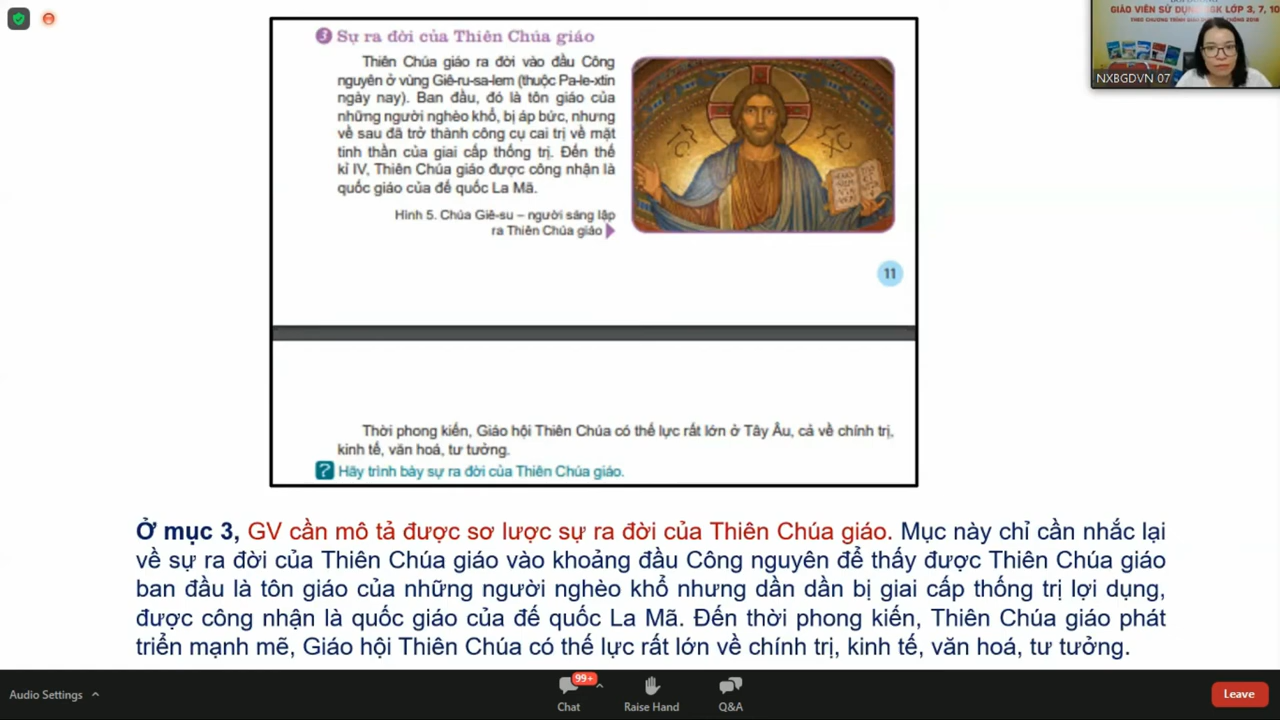 GIÁO VIÊN SỬ DỤNG SGK LỚP 3, 7, 10
NXBGDVN 07
3 Sự ra đời của Thiên Chúa giáo
Thiên Chúa giáo ra đời vào đầu Công
nguyên ở vùng Giê-ru-sa-lem (thuộc Pa-le-xtin
ngày nay). Ban đầu, đó là tôn giáo của
những người nghèo khổ, bị áp bức, nhưng
về sau đã trở thành công cụ cai trị về mặt
tinh thần của giai cấp thống trị. Đến thế
kỉ IV, Thiên Chúa giáo được công nhận là
quốc giáo của đế quốc La Mã.
Hình 5. Chúa Giê-su – người sáng lập
ra Thiên Chúa giáo
11
Thời phong kiến, Giáo hội Thiên Chúa có thế lực rất lớn ở Tây Âu, cả về chính trị,
kinh tế, văn hoá, tư tưởng.
? Hãy trình bày sự ra đời của Thiên Chúa giáo.
Ở mục 3, GV cần mô tả được sơ lược sự ra đời của Thiên Chúa giáo. Mục này chỉ cần nhắc lại
về sự ra đời của Thiên Chúa giáo vào khoảng đầu Công nguyên để thấy được Thiên Chúa giáo
ban đầu là tôn giáo của những người nghèo khổ nhưng dần dần bị giai cấp thống trị lợi dụng,
được công nhận là quốc giáo của đế quốc La Mã. Đến thời phong kiến, Thiên Chúa giáo phát
triển mạnh mẽ, Giáo hội Thiên Chúa có thế lực rất lớn về chính trị, kinh tế, văn hoá, tư tưởng.
Audio Settings
99+
Chat
Raise Hand
Q&A
Leave